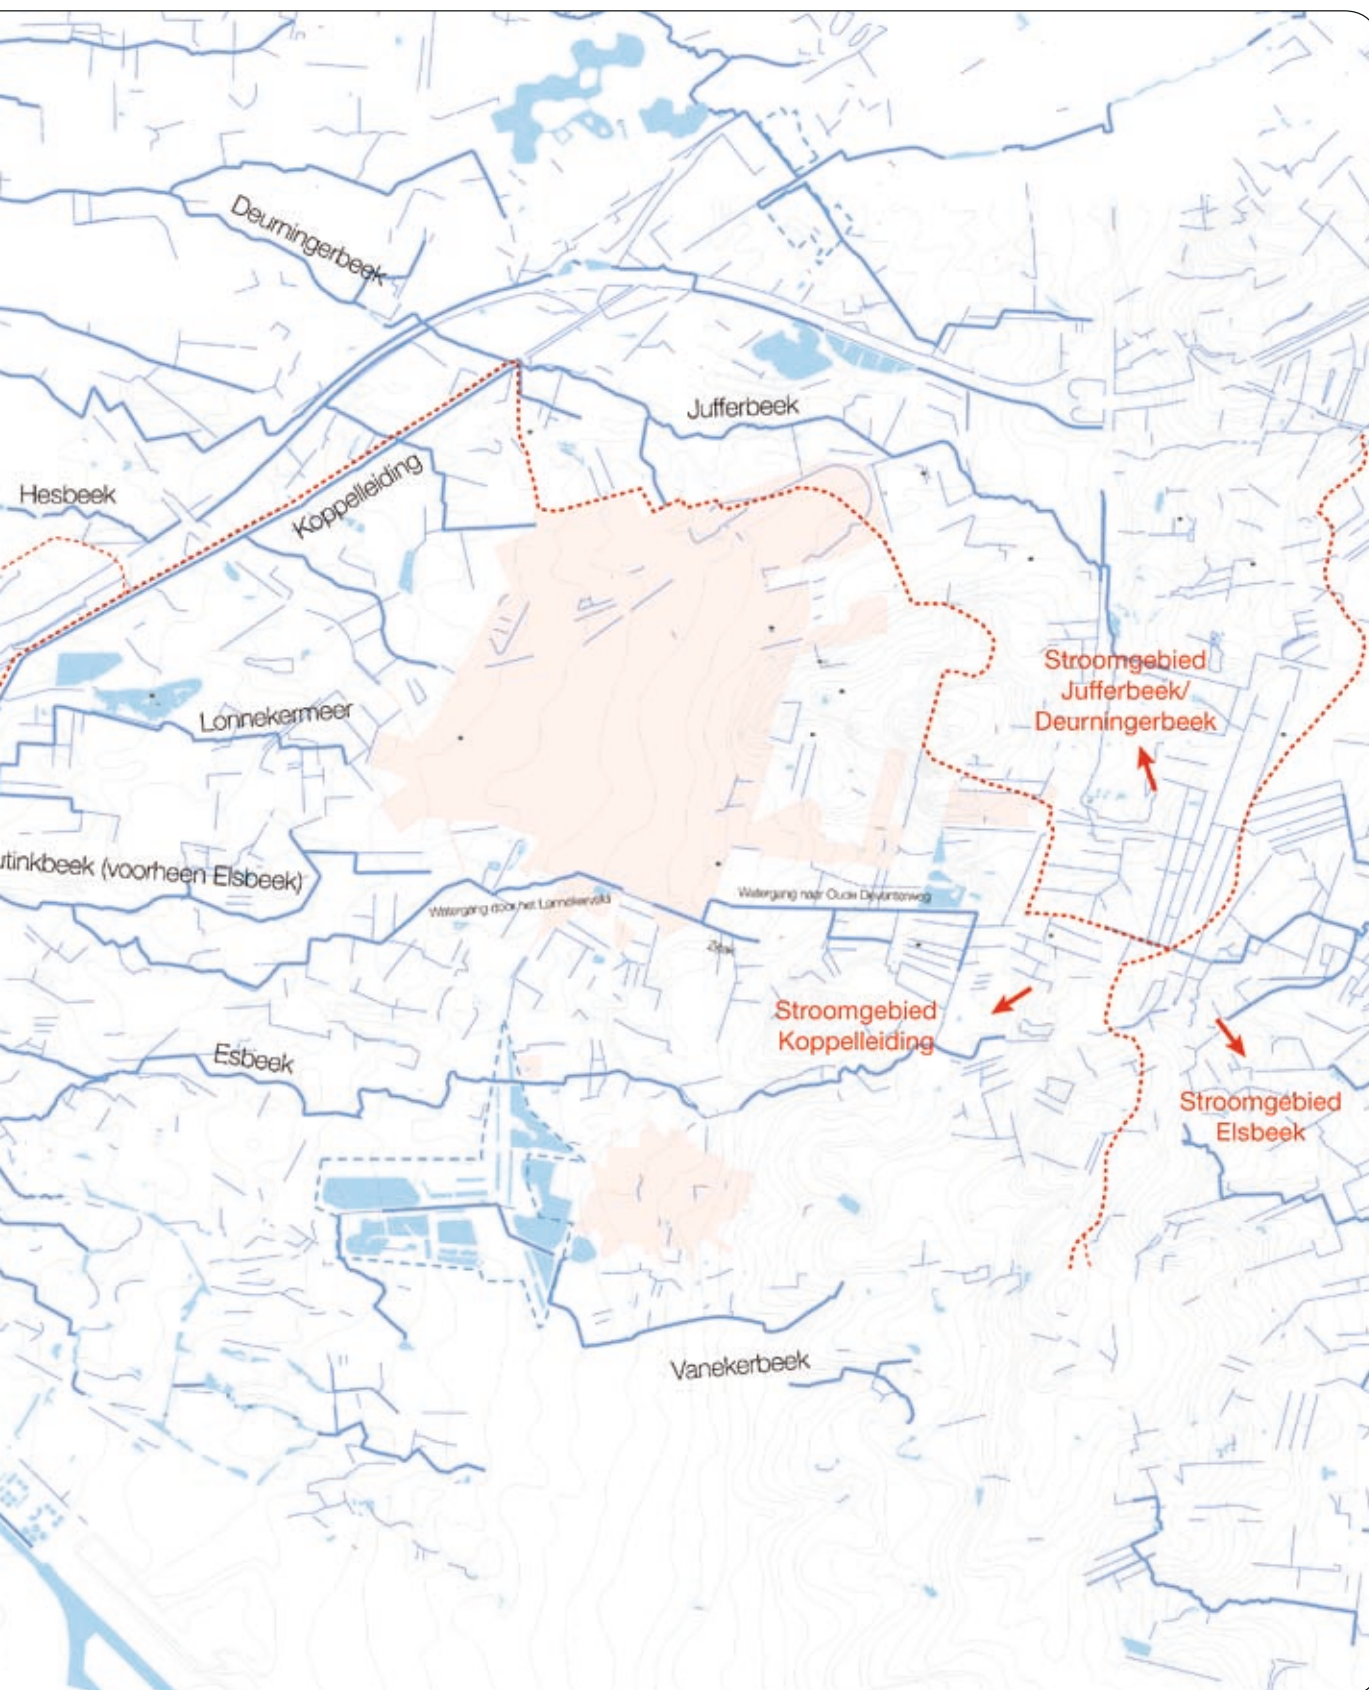 Deurningerbeek
Jufferbeek
Koppelleiding
Hesbeek
Stroomgebied
Jufferbeek/
Deurningerbeek
Lonnekermeer
utinkbeek (voorheen Elsbeek)
Watergang door het Lonnekerveld
Watergang naar Oude Deventerweg
Stroomgebied
Koppelleiding
Esbeek
Stroomgebied
Elsbeek
Vanekerbeek